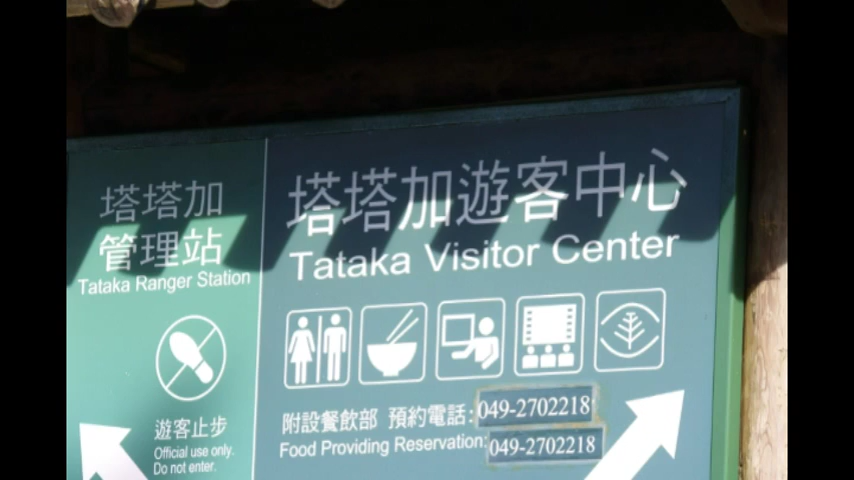 塔塔加
管理站
Tataka Ranger Station
遊客止步
Official use only.
Do not enter.
塔塔加遊客中心
Tataka Visitor Center
附設餐飲部 預約電話:049-2702218
Food Providing Reservation:049-2702218